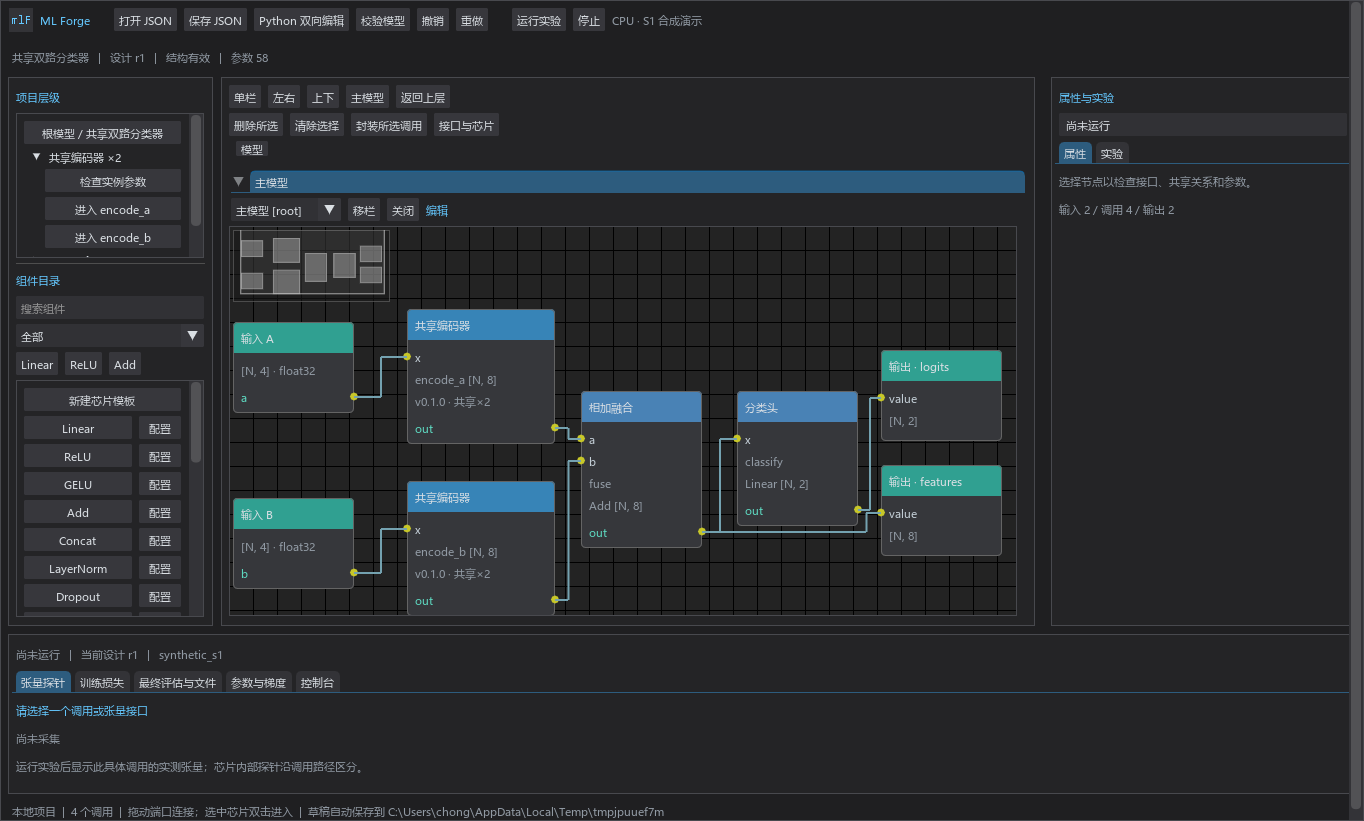 mlF ML Forge 打开 JSON 保存 JSON Python 双向编辑 校验模型 撤销 重做 运行实验 停止 CPU · S1 合成演示
共享双路分类器 | 设计 r1 | 结构有效 | 参数 58
项目层级
根模型 / 共享双路分类器
共享编码器 ×2
检查实例参数
进入 encode_a
进入 encode_b
组件目录
搜索组件
全部
Linear ReLU Add
新建芯片模板
Linear 配置
ReLU 配置
GELU 配置
Add 配置
Concat 配置
LayerNorm 配置
Dropout 配置
单栏 左右 上下 主模型 返回上层
删除所选 清除选择 封装所选调用 接口与芯片
模型
主模型
主模型 [root] 移栏 关闭 编辑
输入 A
[N, 4] · float32
a
输入 B
[N, 4] · float32
b
共享编码器
x
encode_a [N, 8]
v0.1.0 · 共享×2
out
共享编码器
x
encode_b [N, 8]
v0.1.0 · 共享×2
out
相加融合
a
b
fuse
Add [N, 8]
out
分类头
x
classify
Linear [N, 2]
out
输出 · logits
value
[N, 2]
输出 · features
value
[N, 8]
属性与实验
尚未运行
属性 实验
选择节点以检查接口、共享关系和参数。
输入 2 / 调用 4 / 输出 2
尚未运行 | 当前设计 r1 | synthetic_s1
张量探针 训练损失 最终评估与文件 参数与梯度 控制台
请选择一个调用或张量接口
尚未采集
运行实验后显示此具体调用的实测张量；芯片内部探针沿调用路径区分。
本地项目 | 4 个调用 | 拖动端口连接；选中芯片双击进入 | 草稿自动保存到 C:\Users\chong\AppData\Local\Temp\tmpjpuuef7m